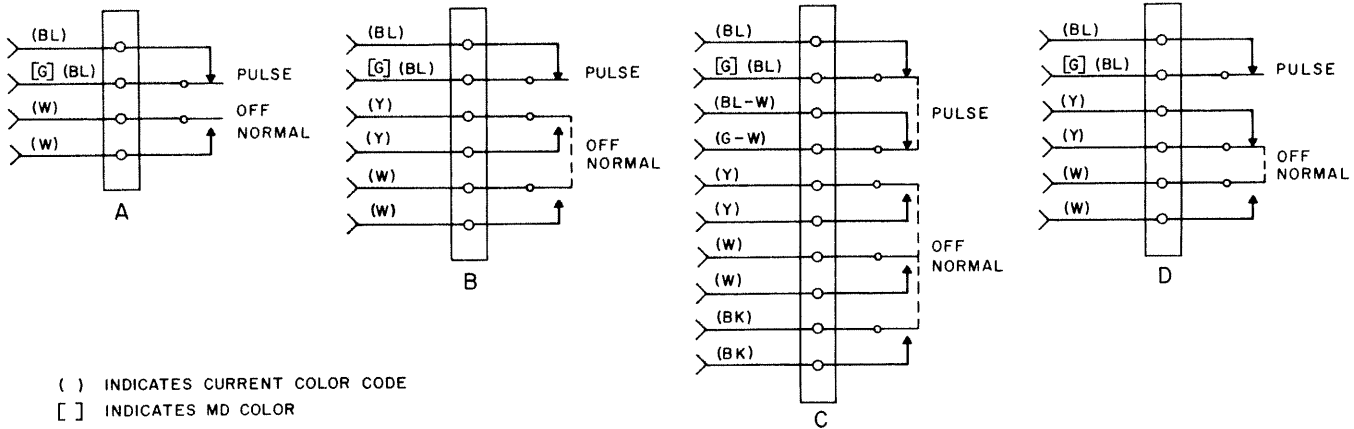 (BL)
[G] (BL)
(W)
(W)
PULSE
OFF
NORMAL
A
(BL)
[G] (BL)
(Y)
(Y)
(W)
(W)
PULSE
OFF
NORMAL
B
(BL)
[G] (BL)
(BL-W)
(G-W)
(Y)
(Y)
(W)
(W)
(BK)
(BK)
PULSE
OFF
NORMAL
C
(BL)
[G] (BL)
(Y)
(Y)
(W)
(W)
PULSE
OFF
NORMAL
D
( ) INDICATES CURRENT COLOR CODE
[ ] INDICATES MD COLOR